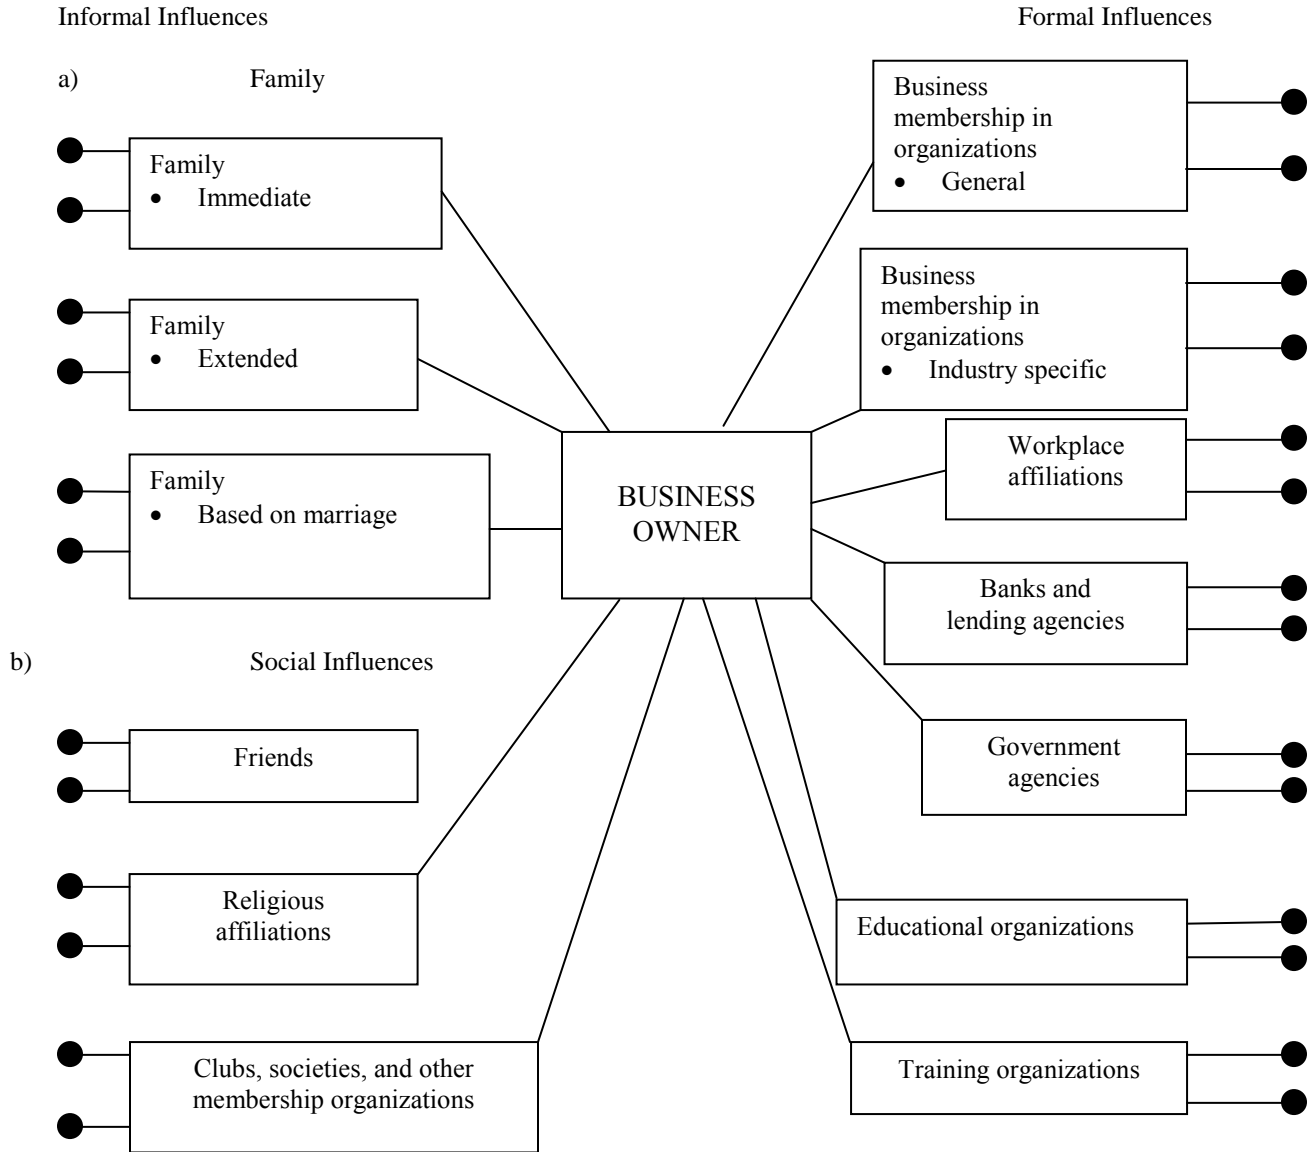 Informal Influences
Formal Influences
a) Family
Family
• Immediate
Family
• Extended
Family
• Based on marriage
b) Social Influences
Friends
Religious
affiliations
Clubs, societies, and other
membership organizations
BUSINESS
OWNER
Business
membership in
organizations
• General
Business
membership in
organizations
• Industry specific
Workplace
affiliations
Banks and
lending agencies
Government
agencies
Educational organizations
Training organizations